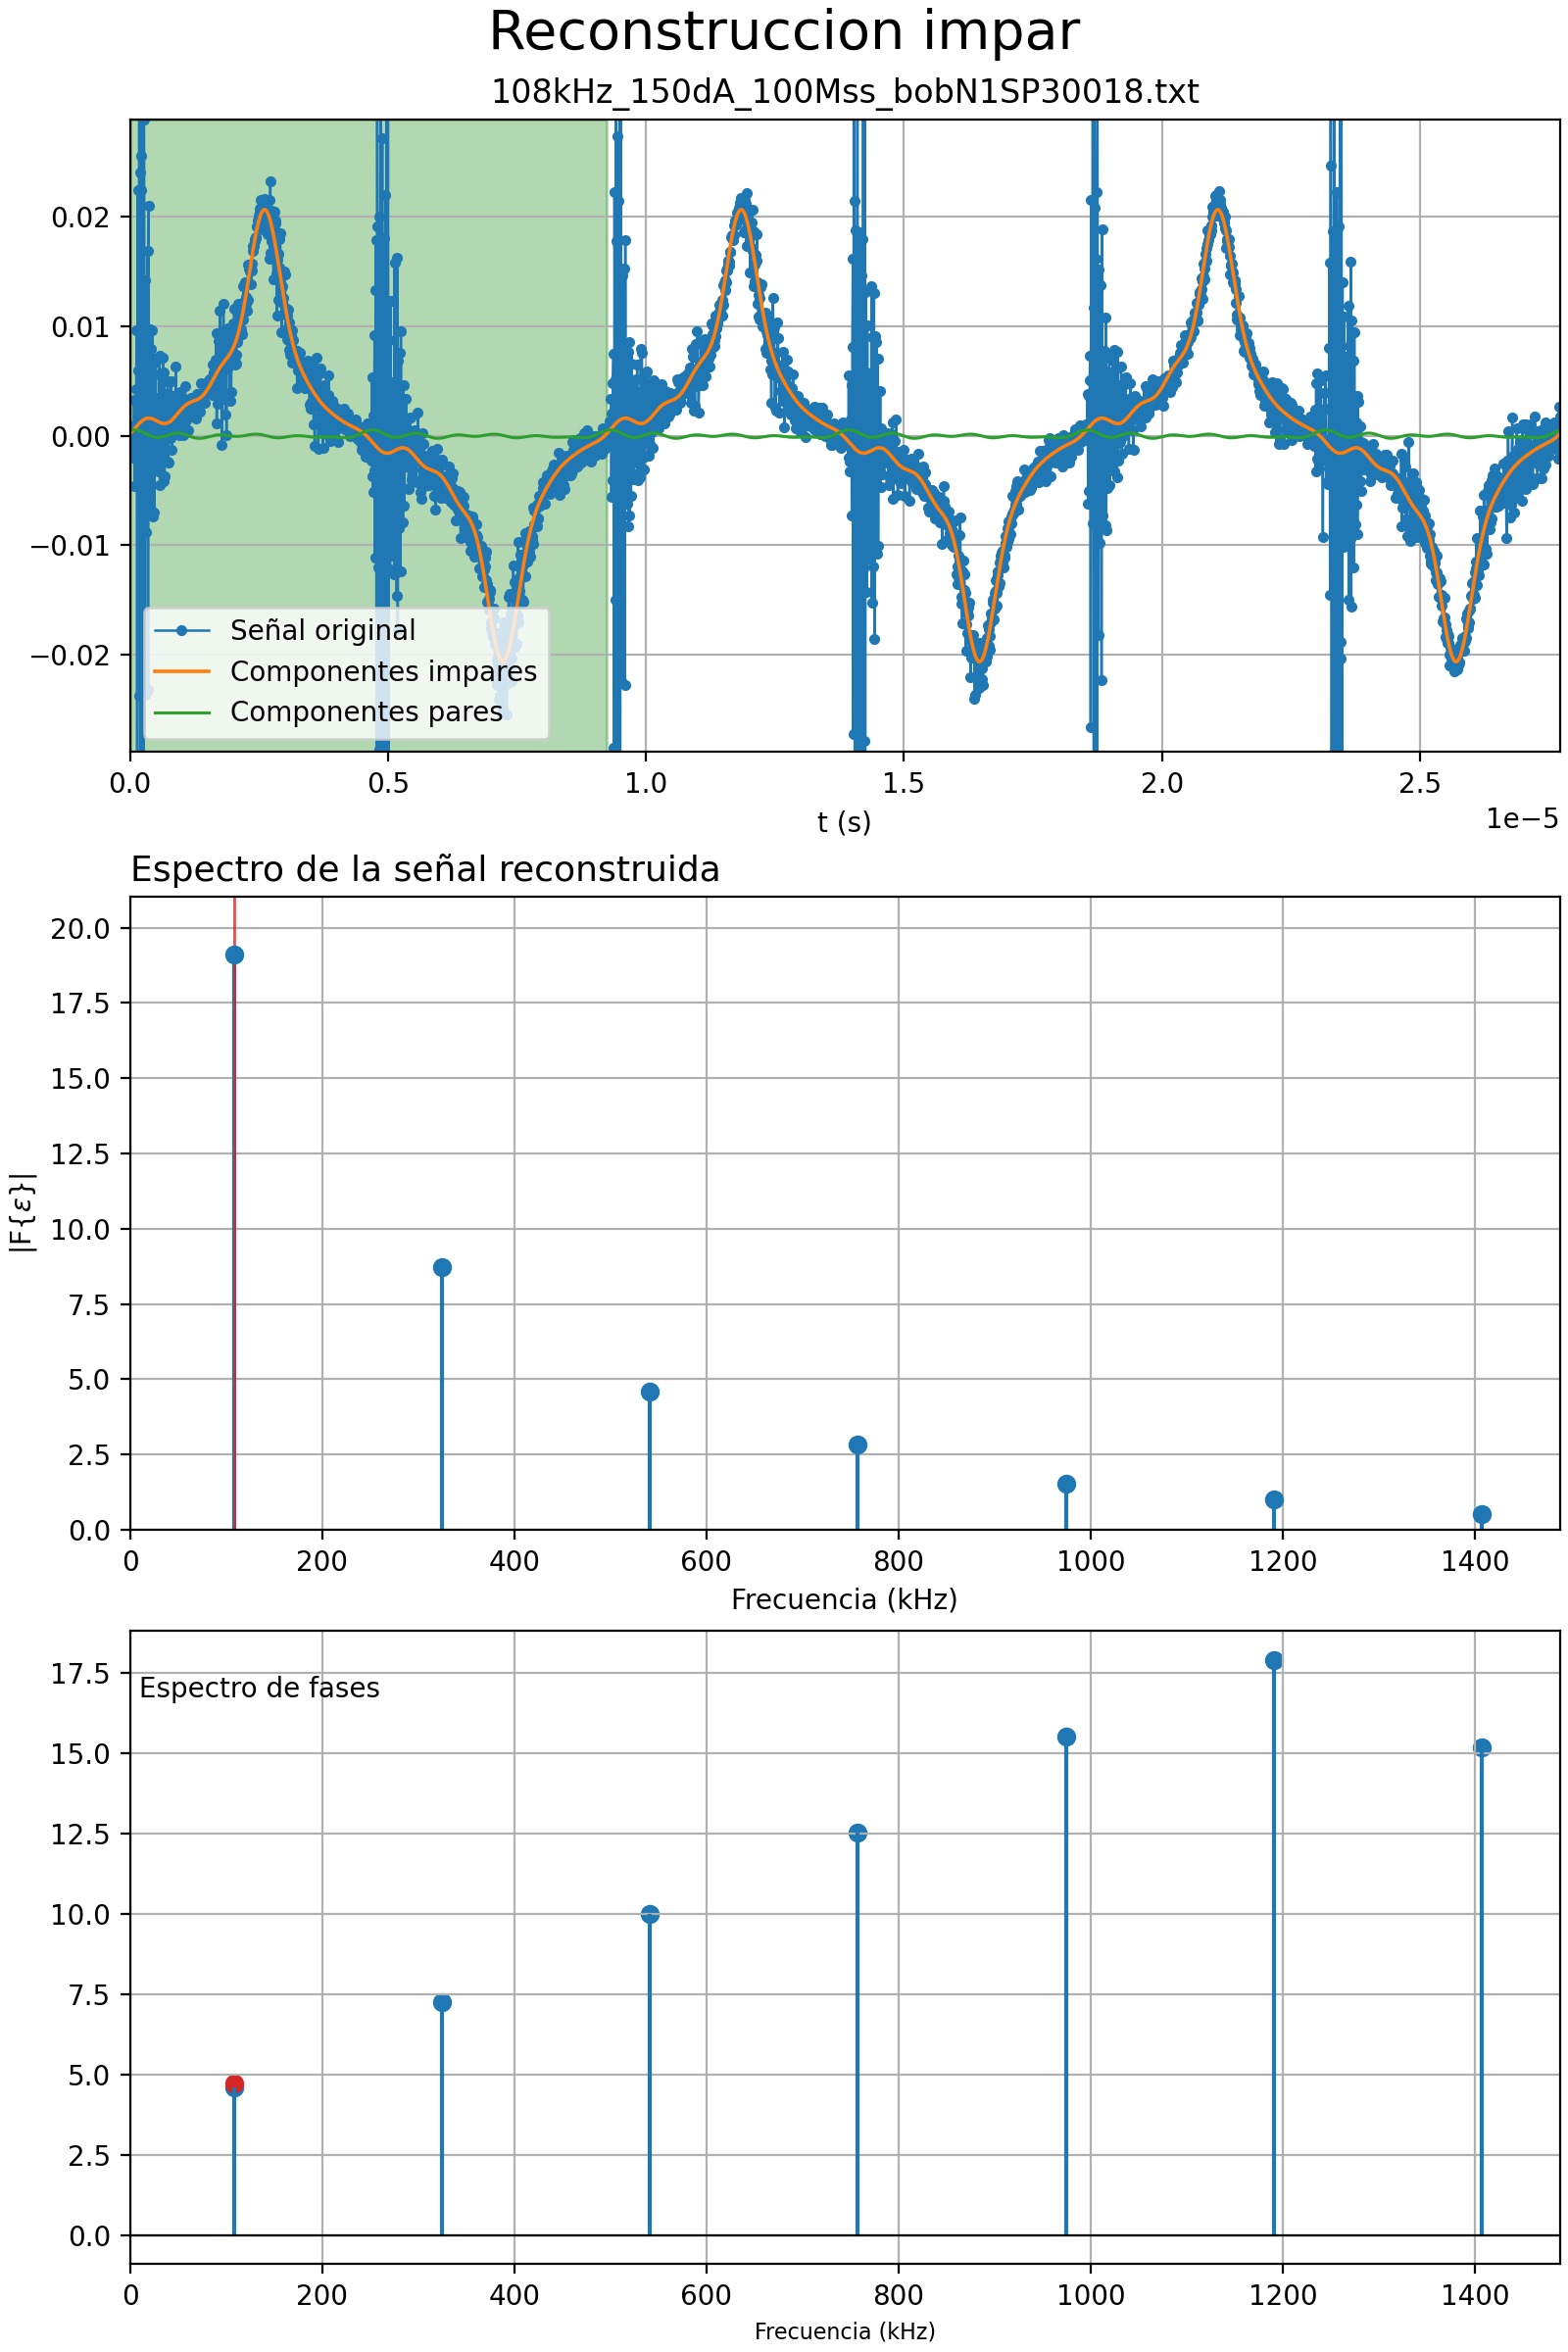 Reconstruccion impar
108kHz_150dA_100Mss_bobN1SP30018.txt
0.02
0.01
0.00
−0.01
−0.02
Señal original
Componentes impares
Componentes pares
0.0 0.5 1.0 1.5 2.0 2.5
1e−5
t (s)
Espectro de la señal reconstruida
20.0
17.5
15.0
12.5
10.0
7.5
5.0
2.5
0.0
|F{ε}|
0 200 400 600 800 1000 1200 1400
Frecuencia (kHz)
Espectro de fases
17.5
15.0
12.5
10.0
7.5
5.0
2.5
0.0
0 200 400 600 800 1000 1200 1400
Frecuencia (kHz)